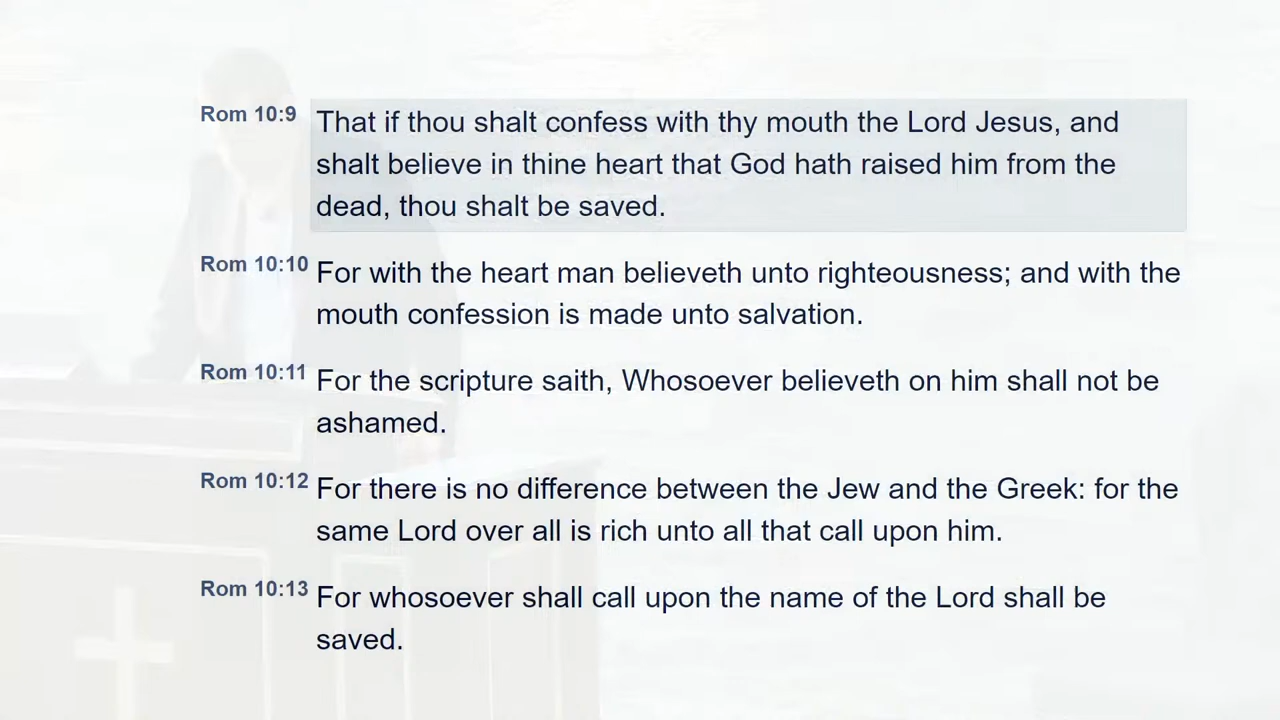 Rom 10:9 That if thou shalt confess with thy mouth the Lord Jesus, and
shalt believe in thine heart that God hath raised him from the
dead, thou shalt be saved.
Rom 10:10 For with the heart man believeth unto righteousness; and with the
mouth confession is made unto salvation.
Rom 10:11 For the scripture saith, Whosoever believeth on him shall not be
ashamed.
Rom 10:12 For there is no difference between the Jew and the Greek: for the
same Lord over all is rich unto all that call upon him.
Rom 10:13 For whosoever shall call upon the name of the Lord shall be
saved.